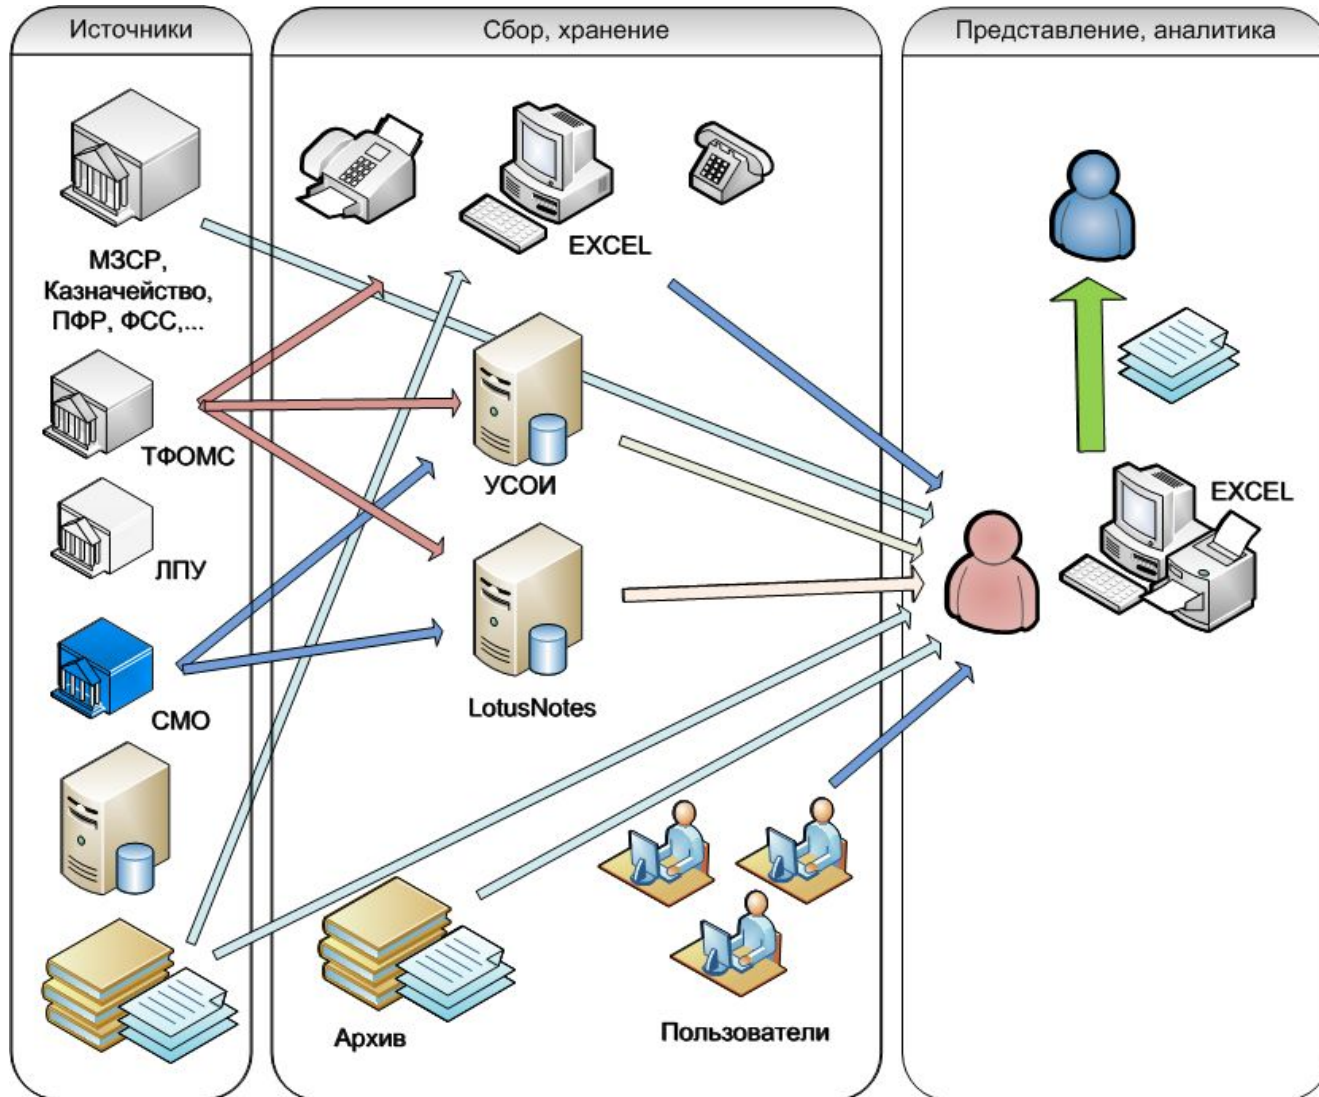 Источники
Сбор, хранение
Представление, аналитика
EXCEL
МЗСР,
Казначейство,
ПФР, ФСС,...
ТФОМС
УСОИ
EXCEL
ЛПУ
СМО
LotusNotes
Архив
Пользователи